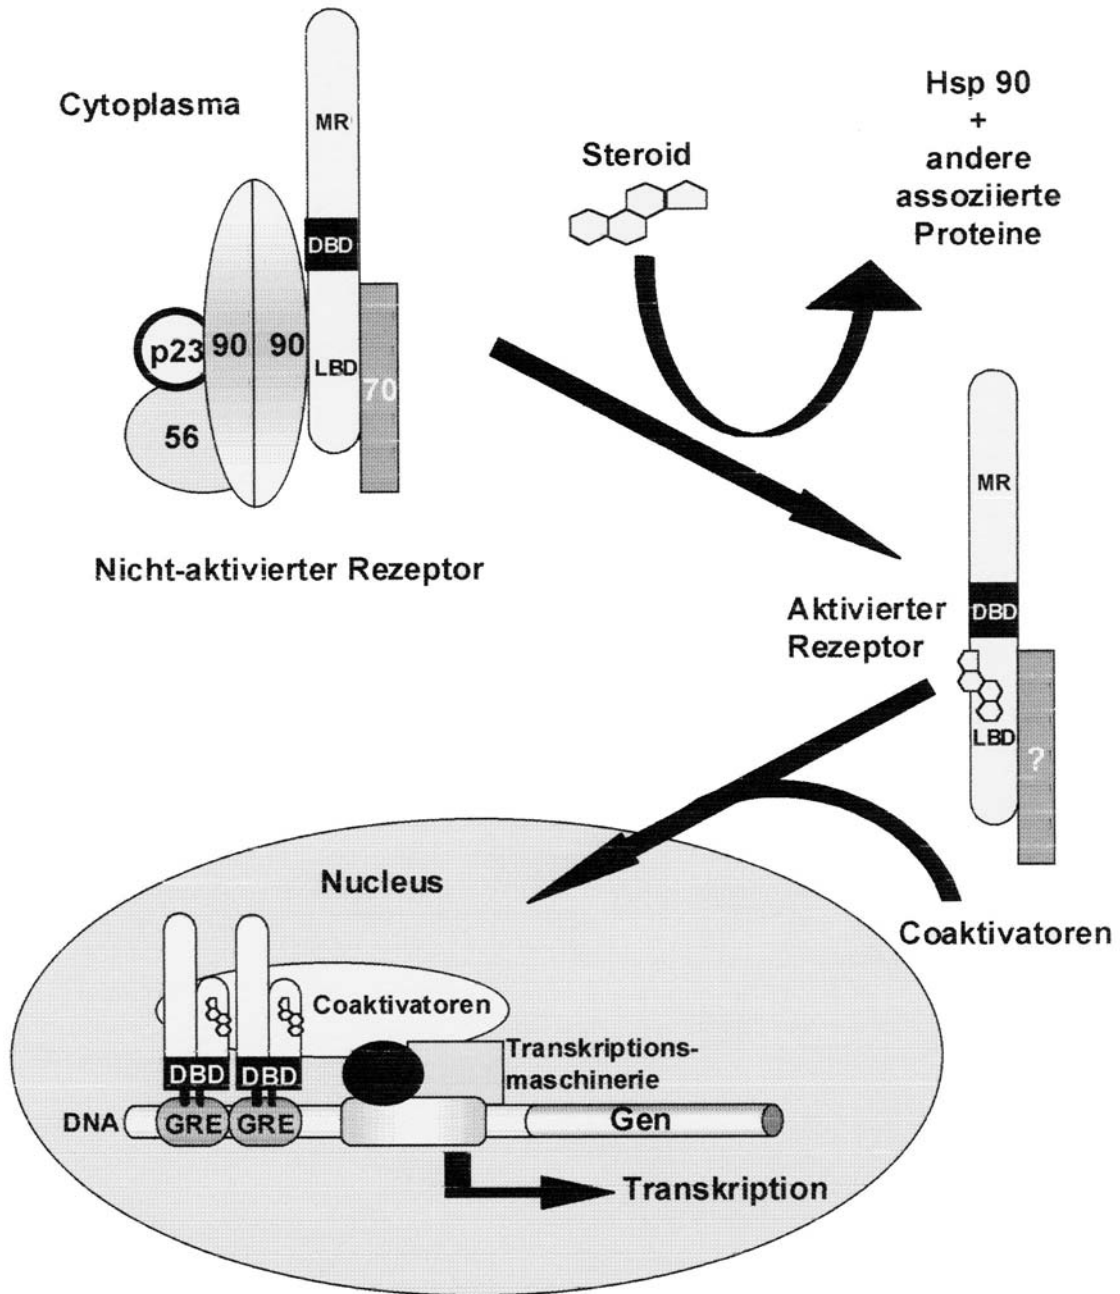 Cytoplasma
MR
DBD
LBD
p23
90
90
70
56
Nicht-aktivierter Rezeptor
Steroid
Hsp 90
+
andere
assoziierte
Proteine
MR
DBD
LBD
?
Aktivierter
Rezeptor
Coaktivatoren
Nucleus
Coaktivatoren
Transkriptions-
maschinerie
DBD
DBD
DNA
GRE
GRE
Gen
Transkription